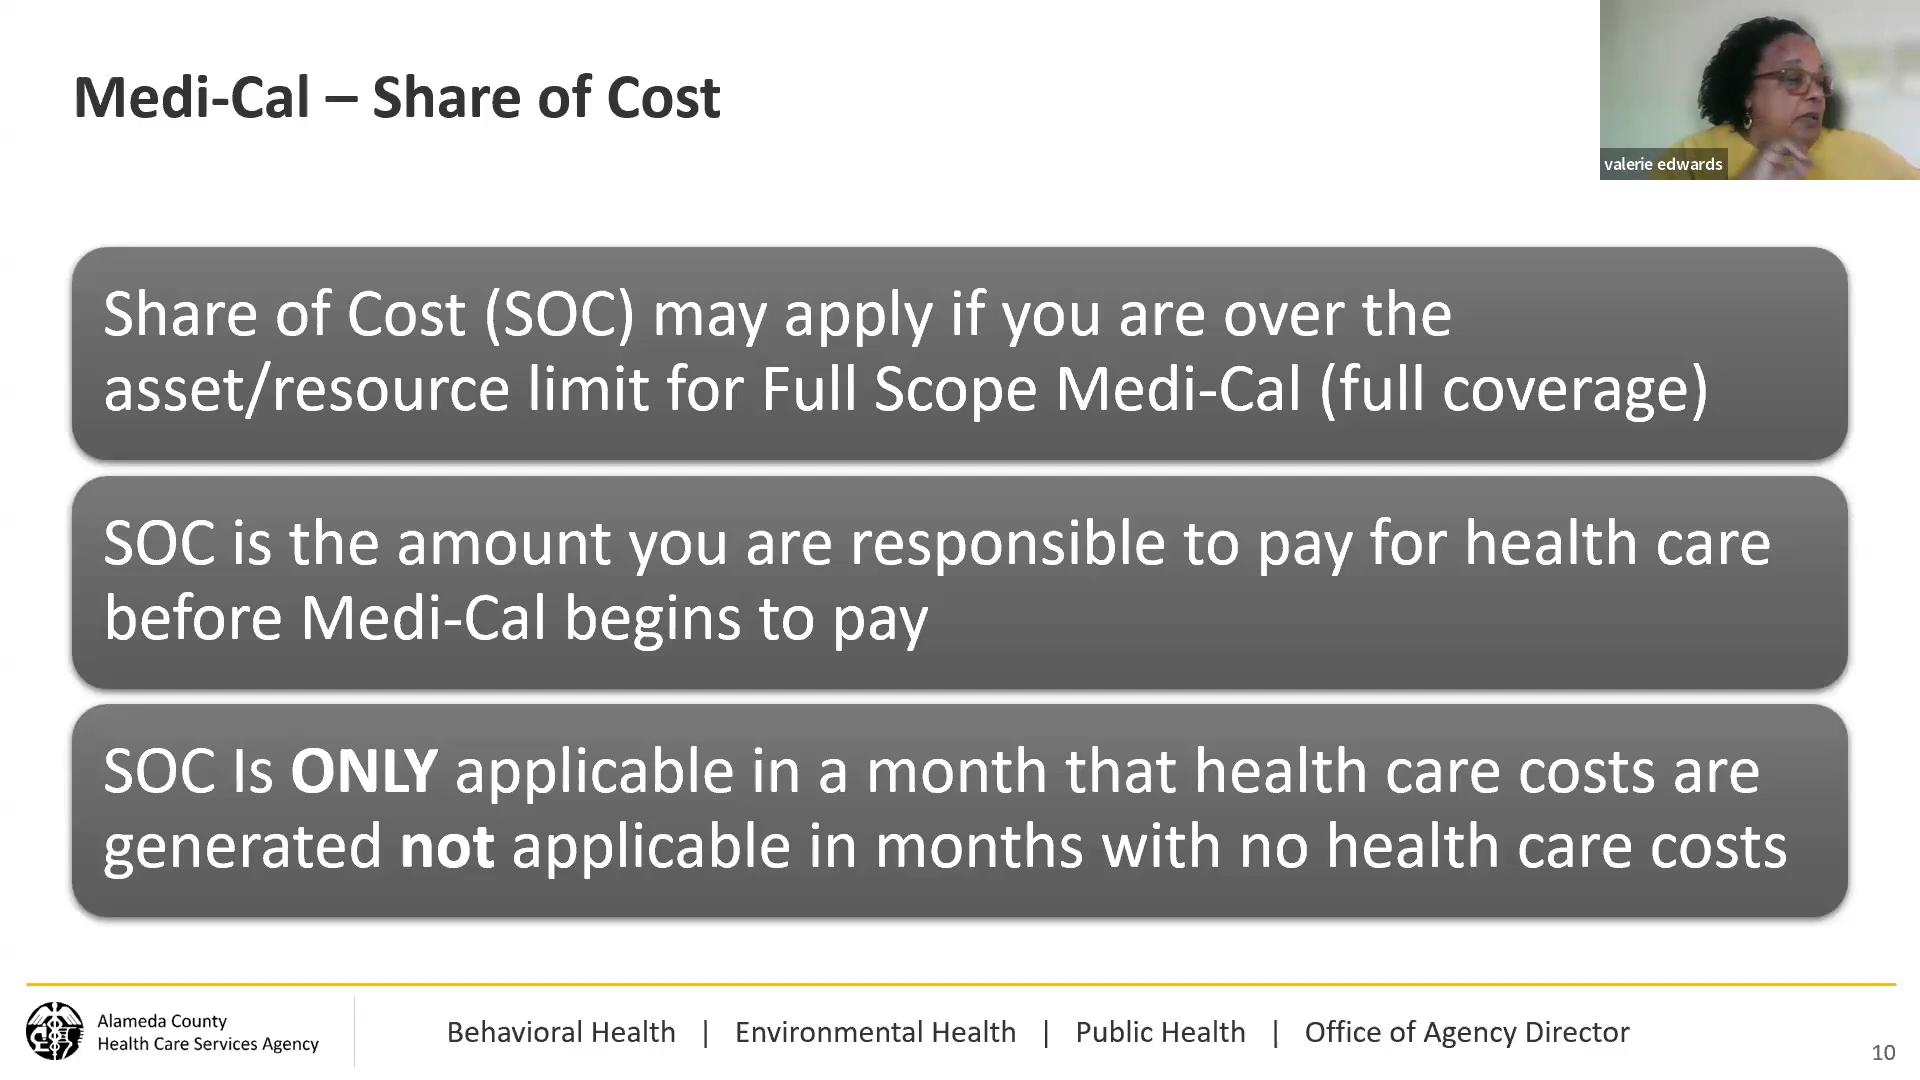 Medi-Cal – Share of Cost
valerie edwards
Share of Cost (SOC) may apply if you are over the
asset/resource limit for Full Scope Medi-Cal (full coverage)
SOC is the amount you are responsible to pay for health care
before Medi-Cal begins to pay
SOC Is ONLY applicable in a month that health care costs are
generated not applicable in months with no health care costs
Alameda County
Health Care Services Agency
Behavioral Health | Environmental Health | Public Health | Office of Agency Director
10